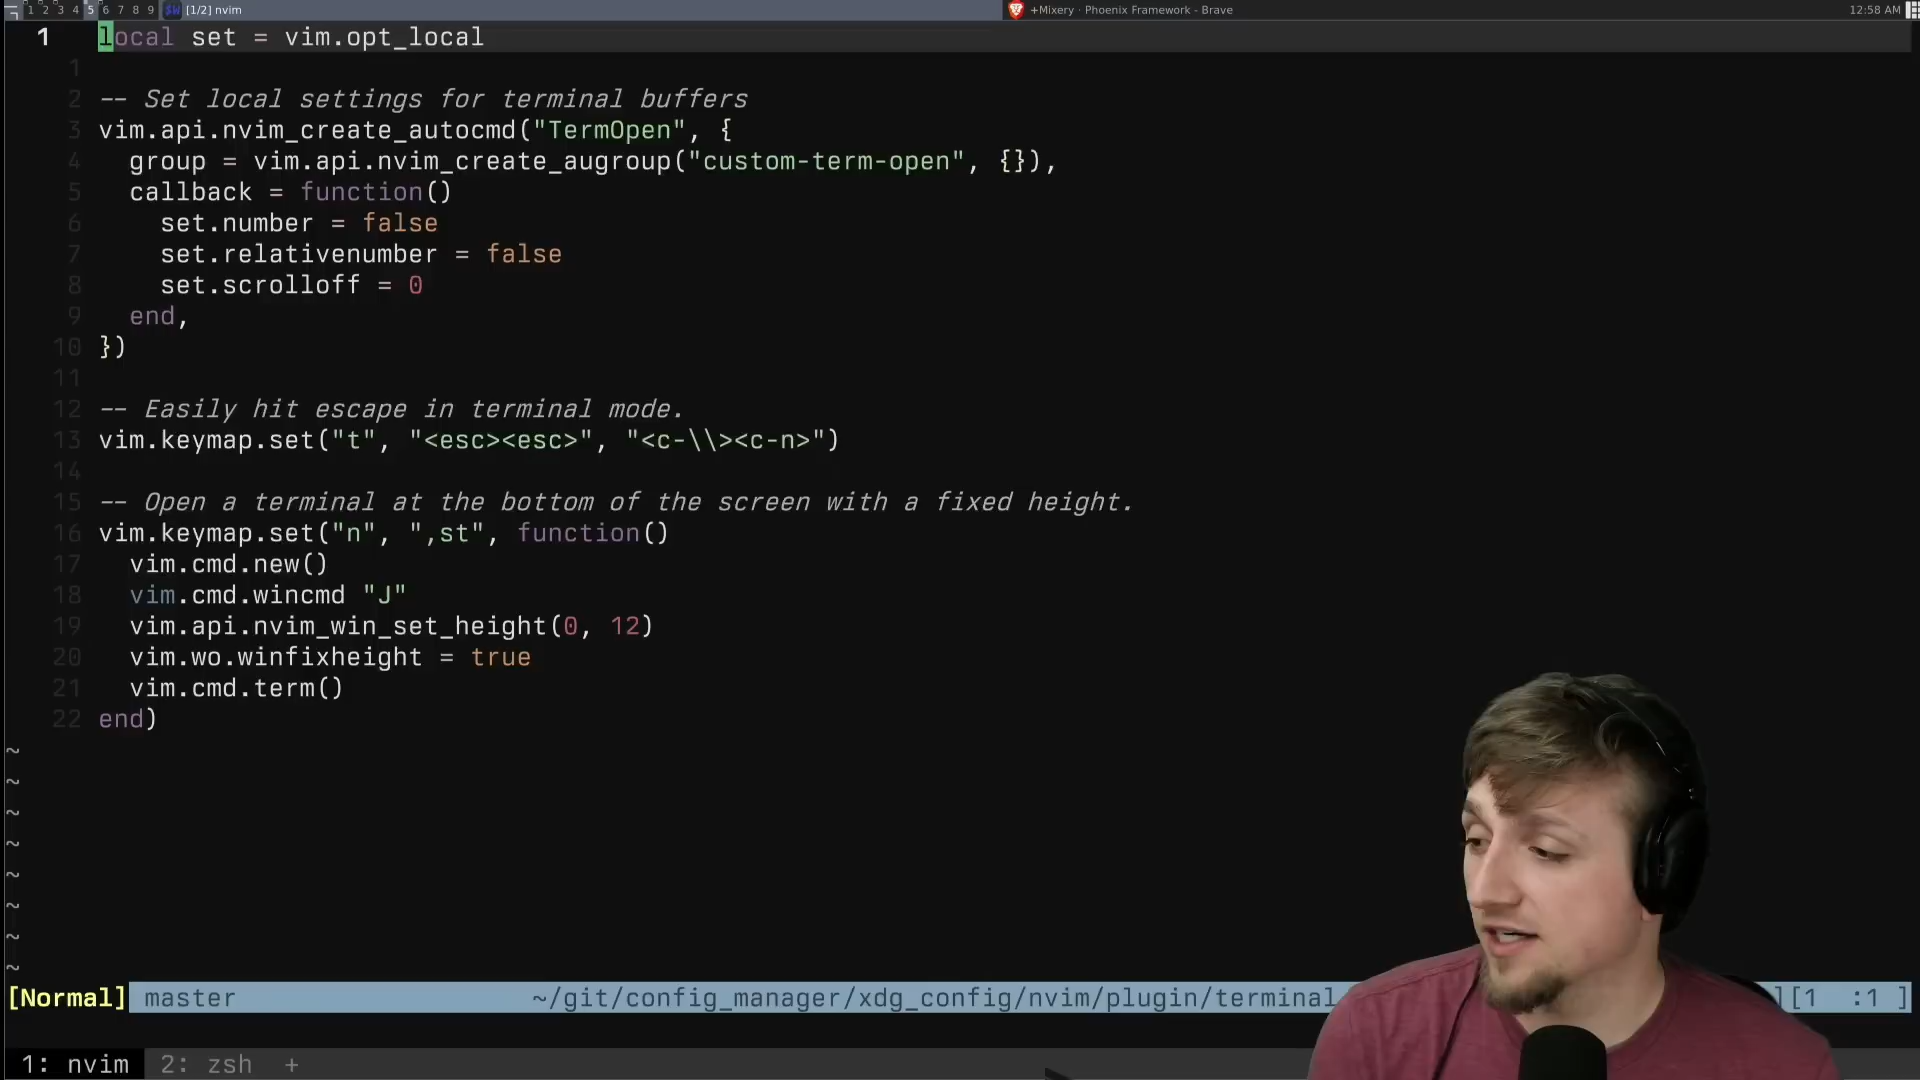 1 2 3 4 5 6 7 8 9 [1/2] nvim +Mixery · Phoenix Framework - Brave 12:58 AM
1 local set = vim.opt_local
1
2 -- Set local settings for terminal buffers
3 vim.api.nvim_create_autocmd("TermOpen", {
4 group = vim.api.nvim_create_augroup("custom-term-open", {}),
5 callback = function()
6 set.number = false
7 set.relativenumber = false
8 set.scrolloff = 0
9 end,
10 })
11
12 -- Easily hit escape in terminal mode.
13 vim.keymap.set("t", "<esc><esc>", "<c-\\><c-n>")
14
15 -- Open a terminal at the bottom of the screen with a fixed height.
16 vim.keymap.set("n", ",st", function()
17 vim.cmd.new()
18 vim.cmd.wincmd "J"
19 vim.api.nvim_win_set_height(0, 12)
20 vim.wo.winfixheight = true
21 vim.cmd.term()
22 end)
~
~
~
~
~
~
~
~
[Normal] master ~/git/config_manager/xdg_config/nvim/plugin/terminal ][1 :1 ]
1: nvim 2: zsh +